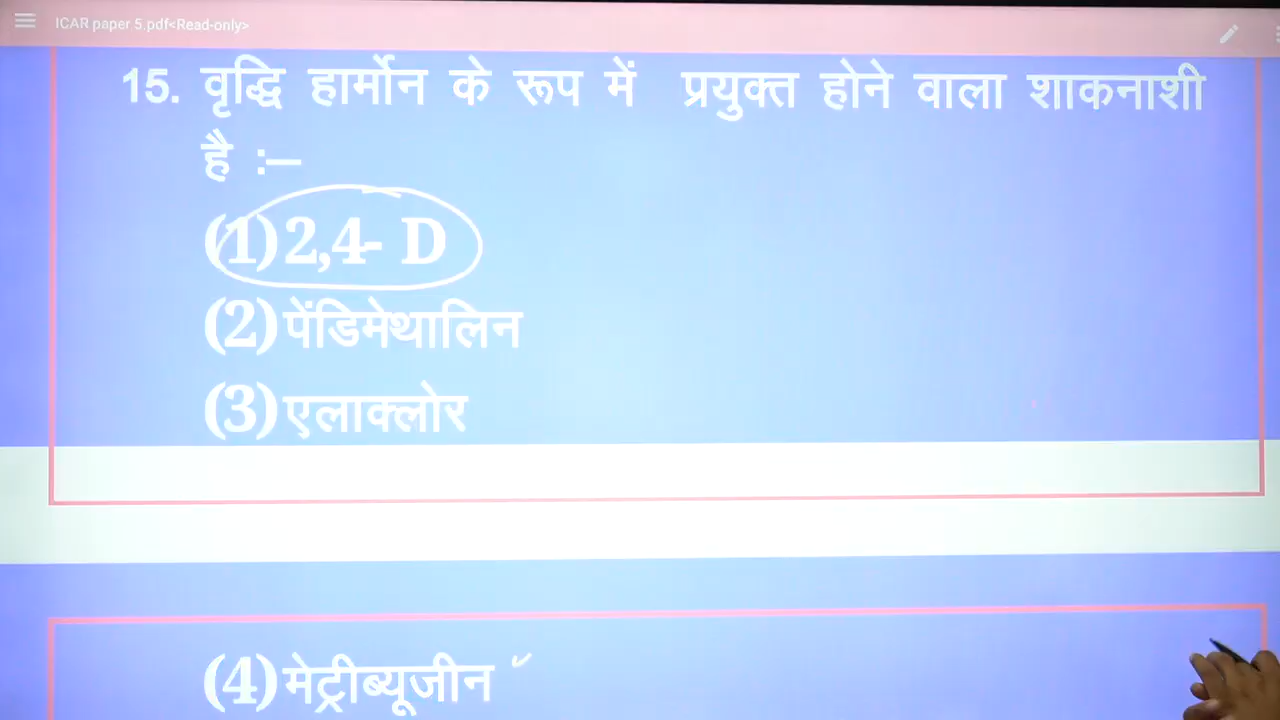 ICAR paper 5.pdf<Read-only>
15. वृद्धि हार्मोन के रूप में प्रयुक्त होने वाला शाकनाशी
है :—
(1) 2,4- D
(2) पेंडिमेथालिन
(3) एलाक्लोर
(4) मेट्रीब्यूजीन